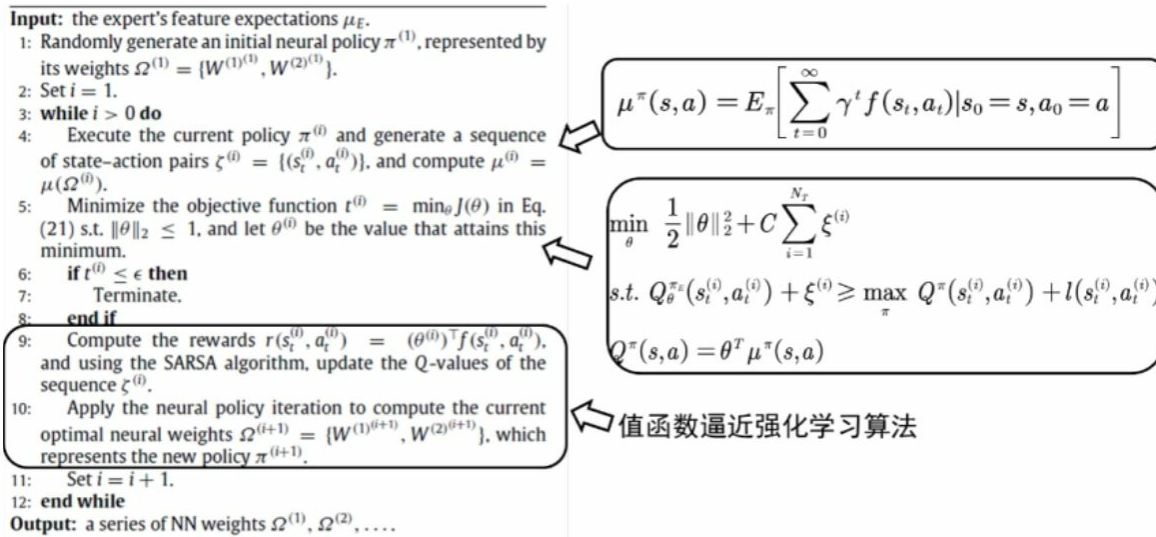 Input: the expert's feature expectations μ_E.
1: Randomly generate an initial neural policy π^(1), represented by
its weights Ω^(1) = {W^(1)^(1), W^(2)^(1)}.
2: Set i = 1.
3: while i > 0 do
4: Execute the current policy π^(i) and generate a sequence
of state–action pairs ζ^(i) = {(s_t^(i), a_t^(i))}, and compute μ^(i) =
μ(Ω^(i)).
5: Minimize the objective function t^(i) = min_θ J(θ) in Eq.
(21) s.t. ‖θ‖_2 ≤ 1, and let θ^(i) be the value that attains this
minimum.
6: if t^(i) ≤ ϵ then
7: Terminate.
8: end if
9: Compute the rewards r(s_t^(i), a_t^(i)) = (θ^(i))^⊤ f(s_t^(i), a_t^(i)),
and using the SARSA algorithm, update the Q-values of the
sequence ζ^(i).
10: Apply the neural policy iteration to compute the current
optimal neural weights Ω^(i+1) = {W^(1)^(i+1), W^(2)^(i+1)}, which
represents the new policy π^(i+1).
11: Set i = i + 1.
12: end while
Output: a series of NN weights Ω^(1), Ω^(2), . . . .
μ^π(s,a) = E_π[∑_{t=0}^∞ γ^t f(s_t,a_t)|s_0 = s,a_0 = a]
min_θ 1/2 ‖θ‖_2^2 + C ∑_{i=1}^{N_T} ξ^(i)
s.t. Q_θ^{π_E}(s_t^(i),a_t^(i)) + ξ^(i) ⩾ max_π Q^π(s_t^(i),a_t^(i)) + l(s_t^(i),a_t^(i))
Q^π(s,a) = θ^T μ^π(s,a)
值函数逼近强化学习算法